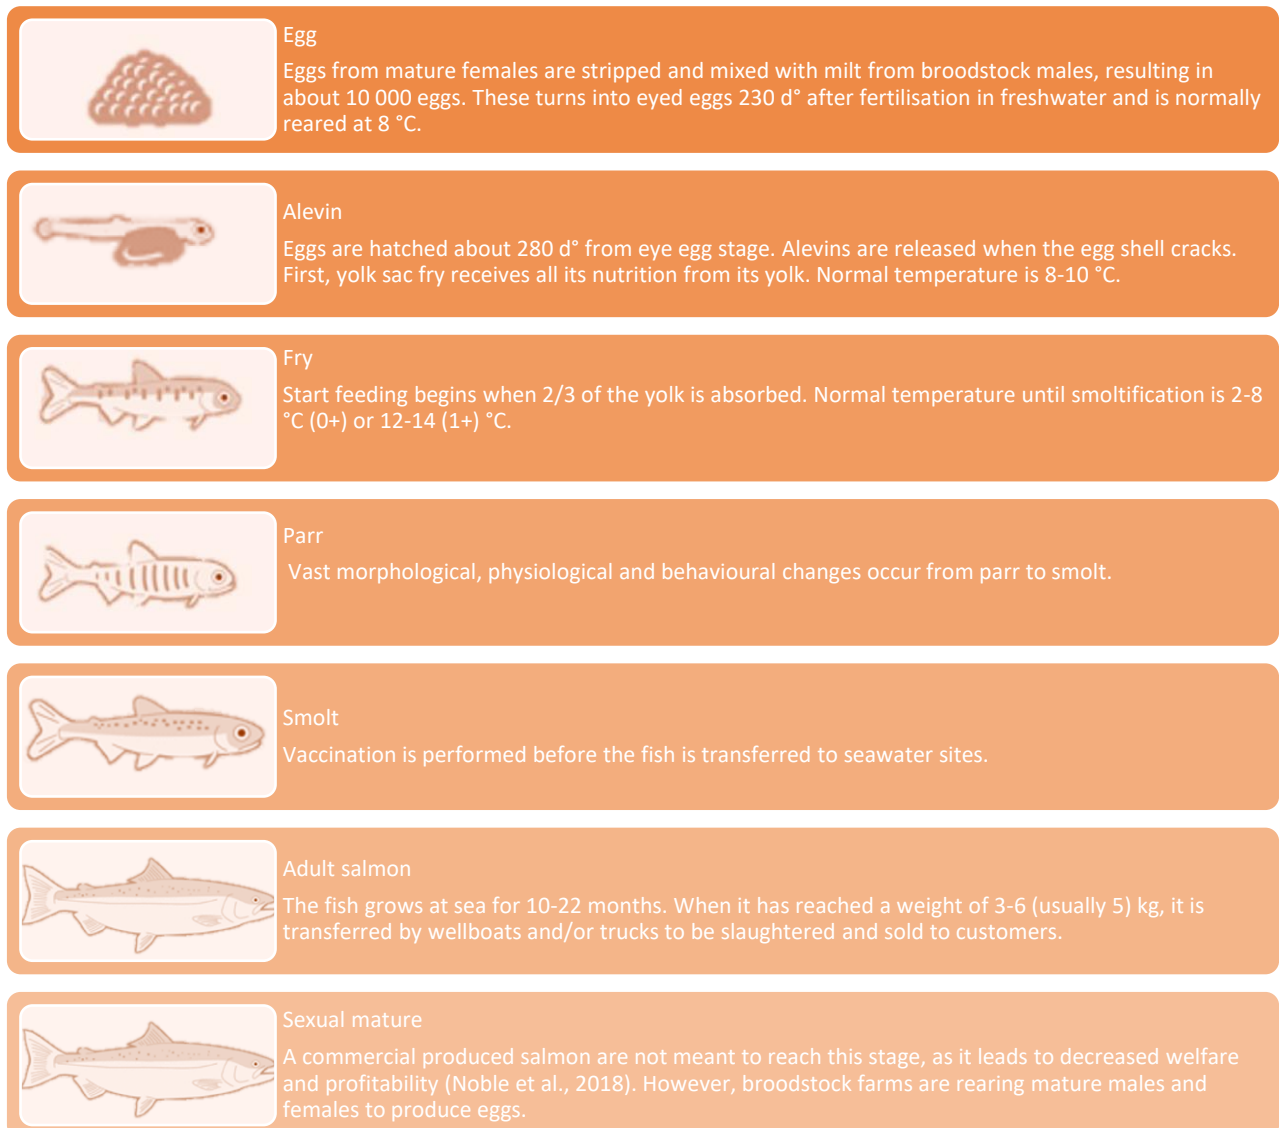 Egg
Eggs from mature females are stripped and mixed with milt from broodstock males, resulting in
about 10 000 eggs. These turns into eyed eggs 230 d° after fertilisation in freshwater and is normally
reared at 8 °C.
Alevin
Eggs are hatched about 280 d° from eye egg stage. Alevins are released when the egg shell cracks.
First, yolk sac fry receives all its nutrition from its yolk. Normal temperature is 8-10 °C.
Fry
Start feeding begins when 2/3 of the yolk is absorbed. Normal temperature until smoltification is 2-8
°C (0+) or 12-14 (1+) °C.
Parr
Vast morphological, physiological and behavioural changes occur from parr to smolt.
Smolt
Vaccination is performed before the fish is transferred to seawater sites.
Adult salmon
The fish grows at sea for 10-22 months. When it has reached a weight of 3-6 (usually 5) kg, it is
transferred by wellboats and/or trucks to be slaughtered and sold to customers.
Sexual mature
A commercial produced salmon are not meant to reach this stage, as it leads to decreased welfare
and profitability (Noble et al., 2018). However, broodstock farms are rearing mature males and
females to produce eggs.